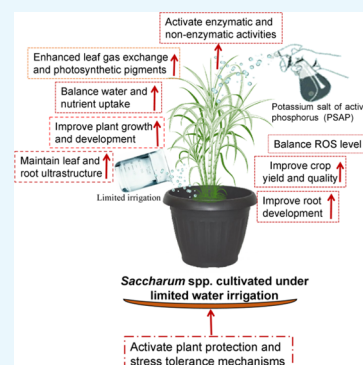 Activate enzymatic and
non-enzymatic activities
Enhanced leaf gas exchange
and photosynthetic pigments
Balance water and
nutrient uptake
Improve plant growth
and development
Maintain leaf and
root ultrastructure
Limited irrigation
Potassium salt of activ
phosphorus (PSAP)
Balance ROS level
Improve crop
yield and quality
Improve root
development
Saccharum spp. cultivated under
limited water irrigation
Activate plant protection and
stress tolerance mechanisms